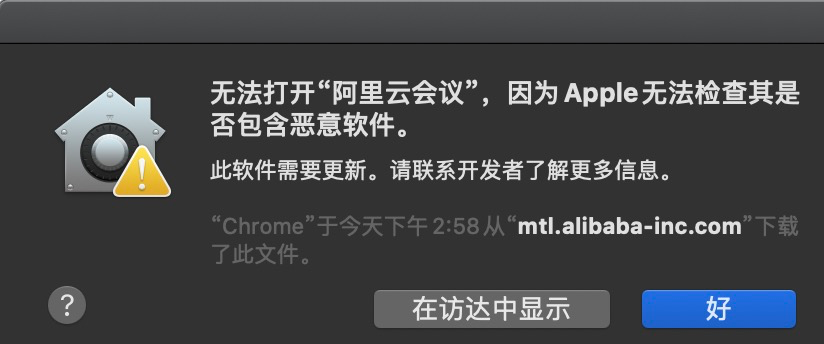 无法打开“阿里云会议”，因为 Apple 无法检查其是
否包含恶意软件。
此软件需要更新。请联系开发者了解更多信息。
“Chrome”于今天下午 2:58 从“mtl.alibaba-inc.com”下载
了此文件。
?
在访达中显示
好